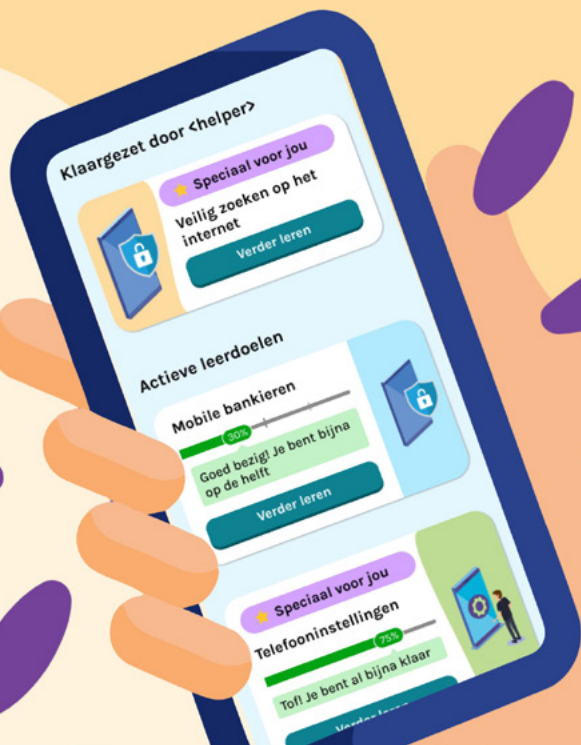 Klaargezet door <helper>
Speciaal voor jou
Veilig zoeken op het
internet
Verder leren
Actieve leerdoelen
Mobile bankieren
30%
Goed bezig! Je bent bijna
op de helft
Verder leren
Speciaal voor jou
Telefooninstellingen
75%
Tof! Je bent al bijna klaar
Verder leren